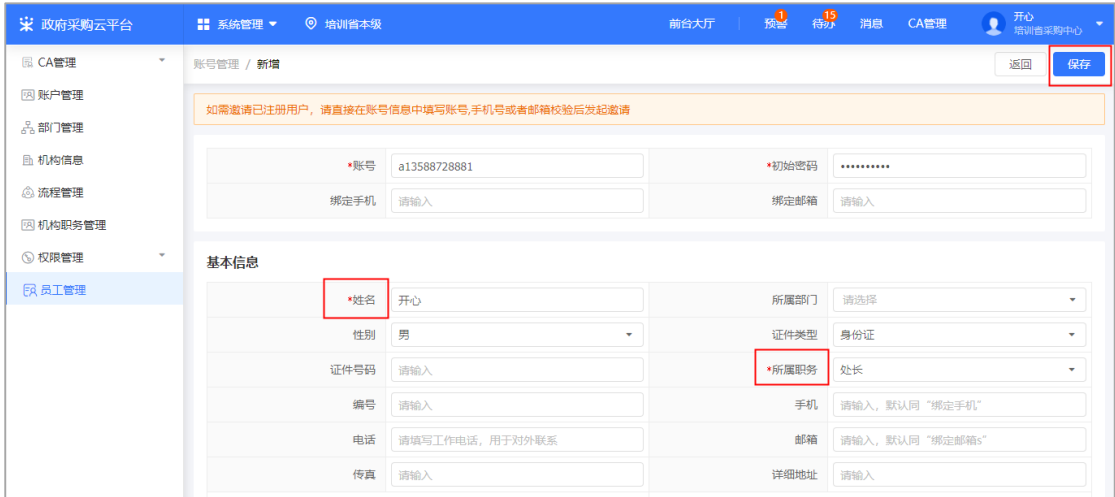 政府采购云平台 系统管理 培训省本级 前台大厅 预警 1 待办 15 消息 CA管理 开心
培训省采购中心
CA管理
账户管理
部门管理
机构信息
流程管理
机构职务管理
权限管理
员工管理
账号管理 / 新增 返回 保存
如需邀请已注册用户，请直接在账号信息中填写账号,手机号或者邮箱校验后发起邀请
*账号 a13588728881 *初始密码 ••••••••••
绑定手机 请输入 绑定邮箱 请输入
基本信息
*姓名 开心 所属部门 请选择
性别 男 证件类型 身份证
证件号码 请输入 *所属职务 处长
编号 请输入 手机 请输入，默认同“绑定手机”
电话 请填写工作电话，用于对外联系 邮箱 请输入，默认同“绑定邮箱s”
传真 请输入 详细地址 请输入